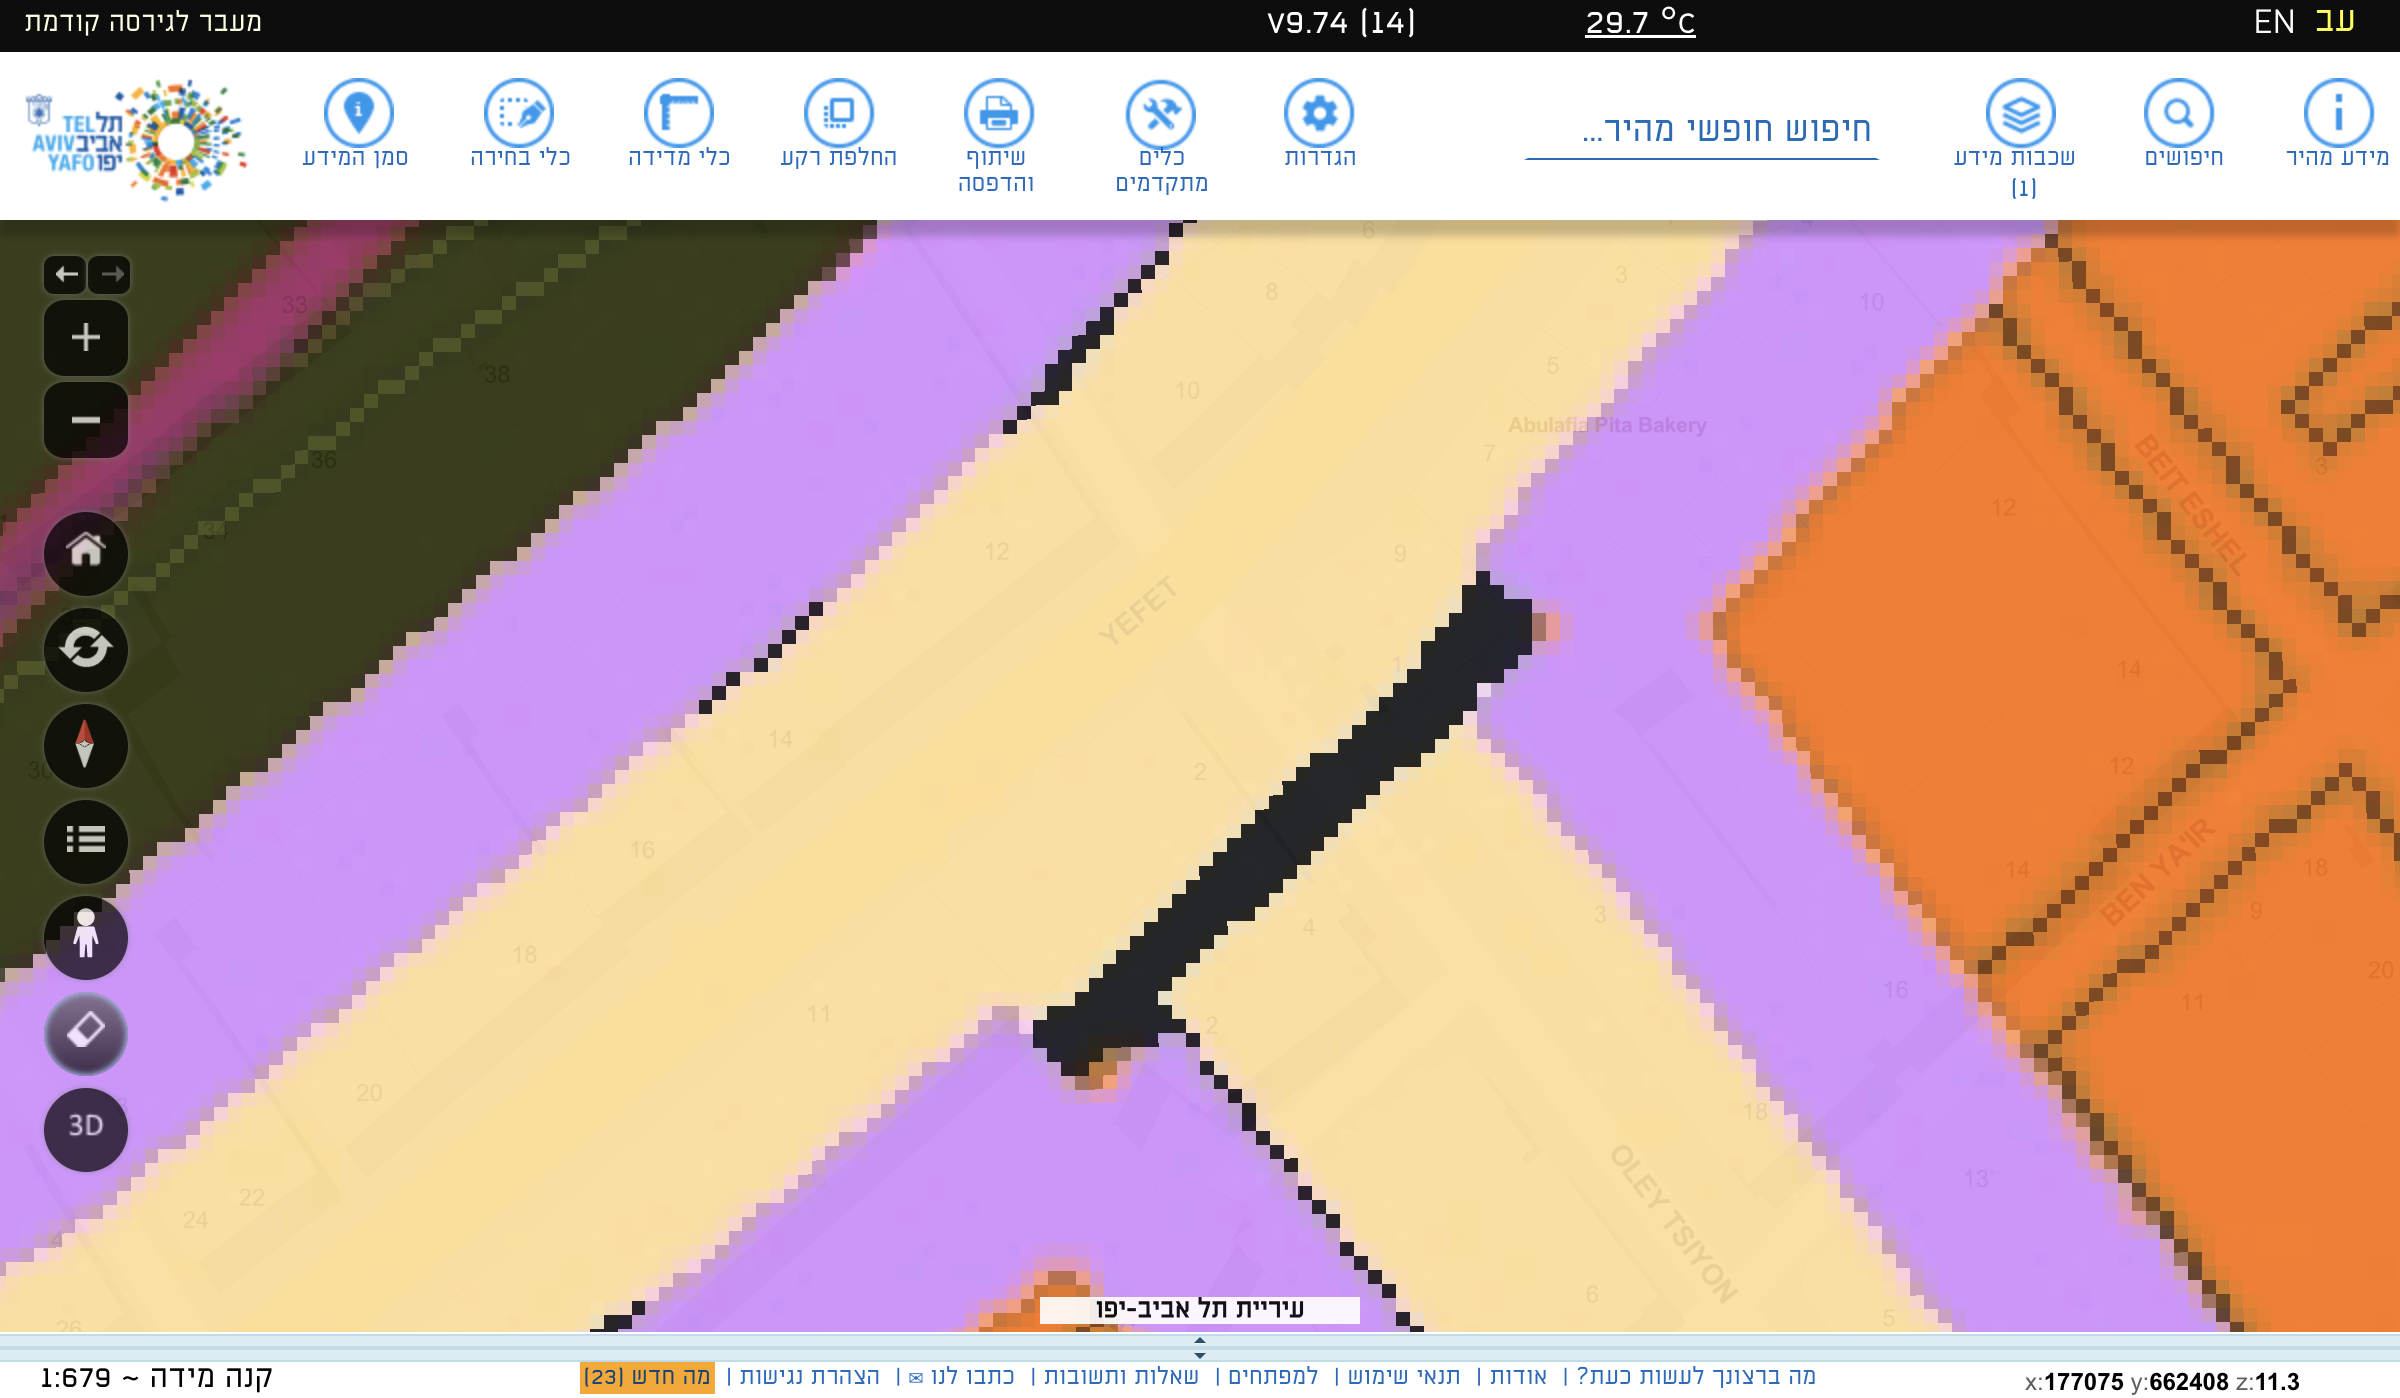 מעבר לגירסה קודמת
V9.74 (14)
29.7 °C
EN עב
תל TEL
אביב AVIV
יפו YAFO
סמן המידע
כלי בחירה
כלי מדידה
החלפת רקע
שיתוף
והדפסה
כלים
מתקדמים
הגדרות
חיפוש חופשי מהיר...
שכבות מידע
(1)
חיפושים
מידע מהיר
33
38
36
34
6
8
10
12
14
16
18
20
22
24
26
YEFET
3
5
Abulafia Pita Bakery
7
9
2
4
2
11
3
10
12
14
12
14
BEIT ESHEL
3
BEN YA'IR
18
9
20
11
16
18
13
OLEY TSIYON
6
5
3D
עיריית תל אביב-יפו
קנה מידה ~ 1:679
מה ברצונך לעשות כעת? | אודות | תנאי שימוש | למפתחים | שאלות ותשובות | כתבו לנו ✉ | הצהרת נגישות | מה חדש (23)
x:177075 y:662408 z:11.3